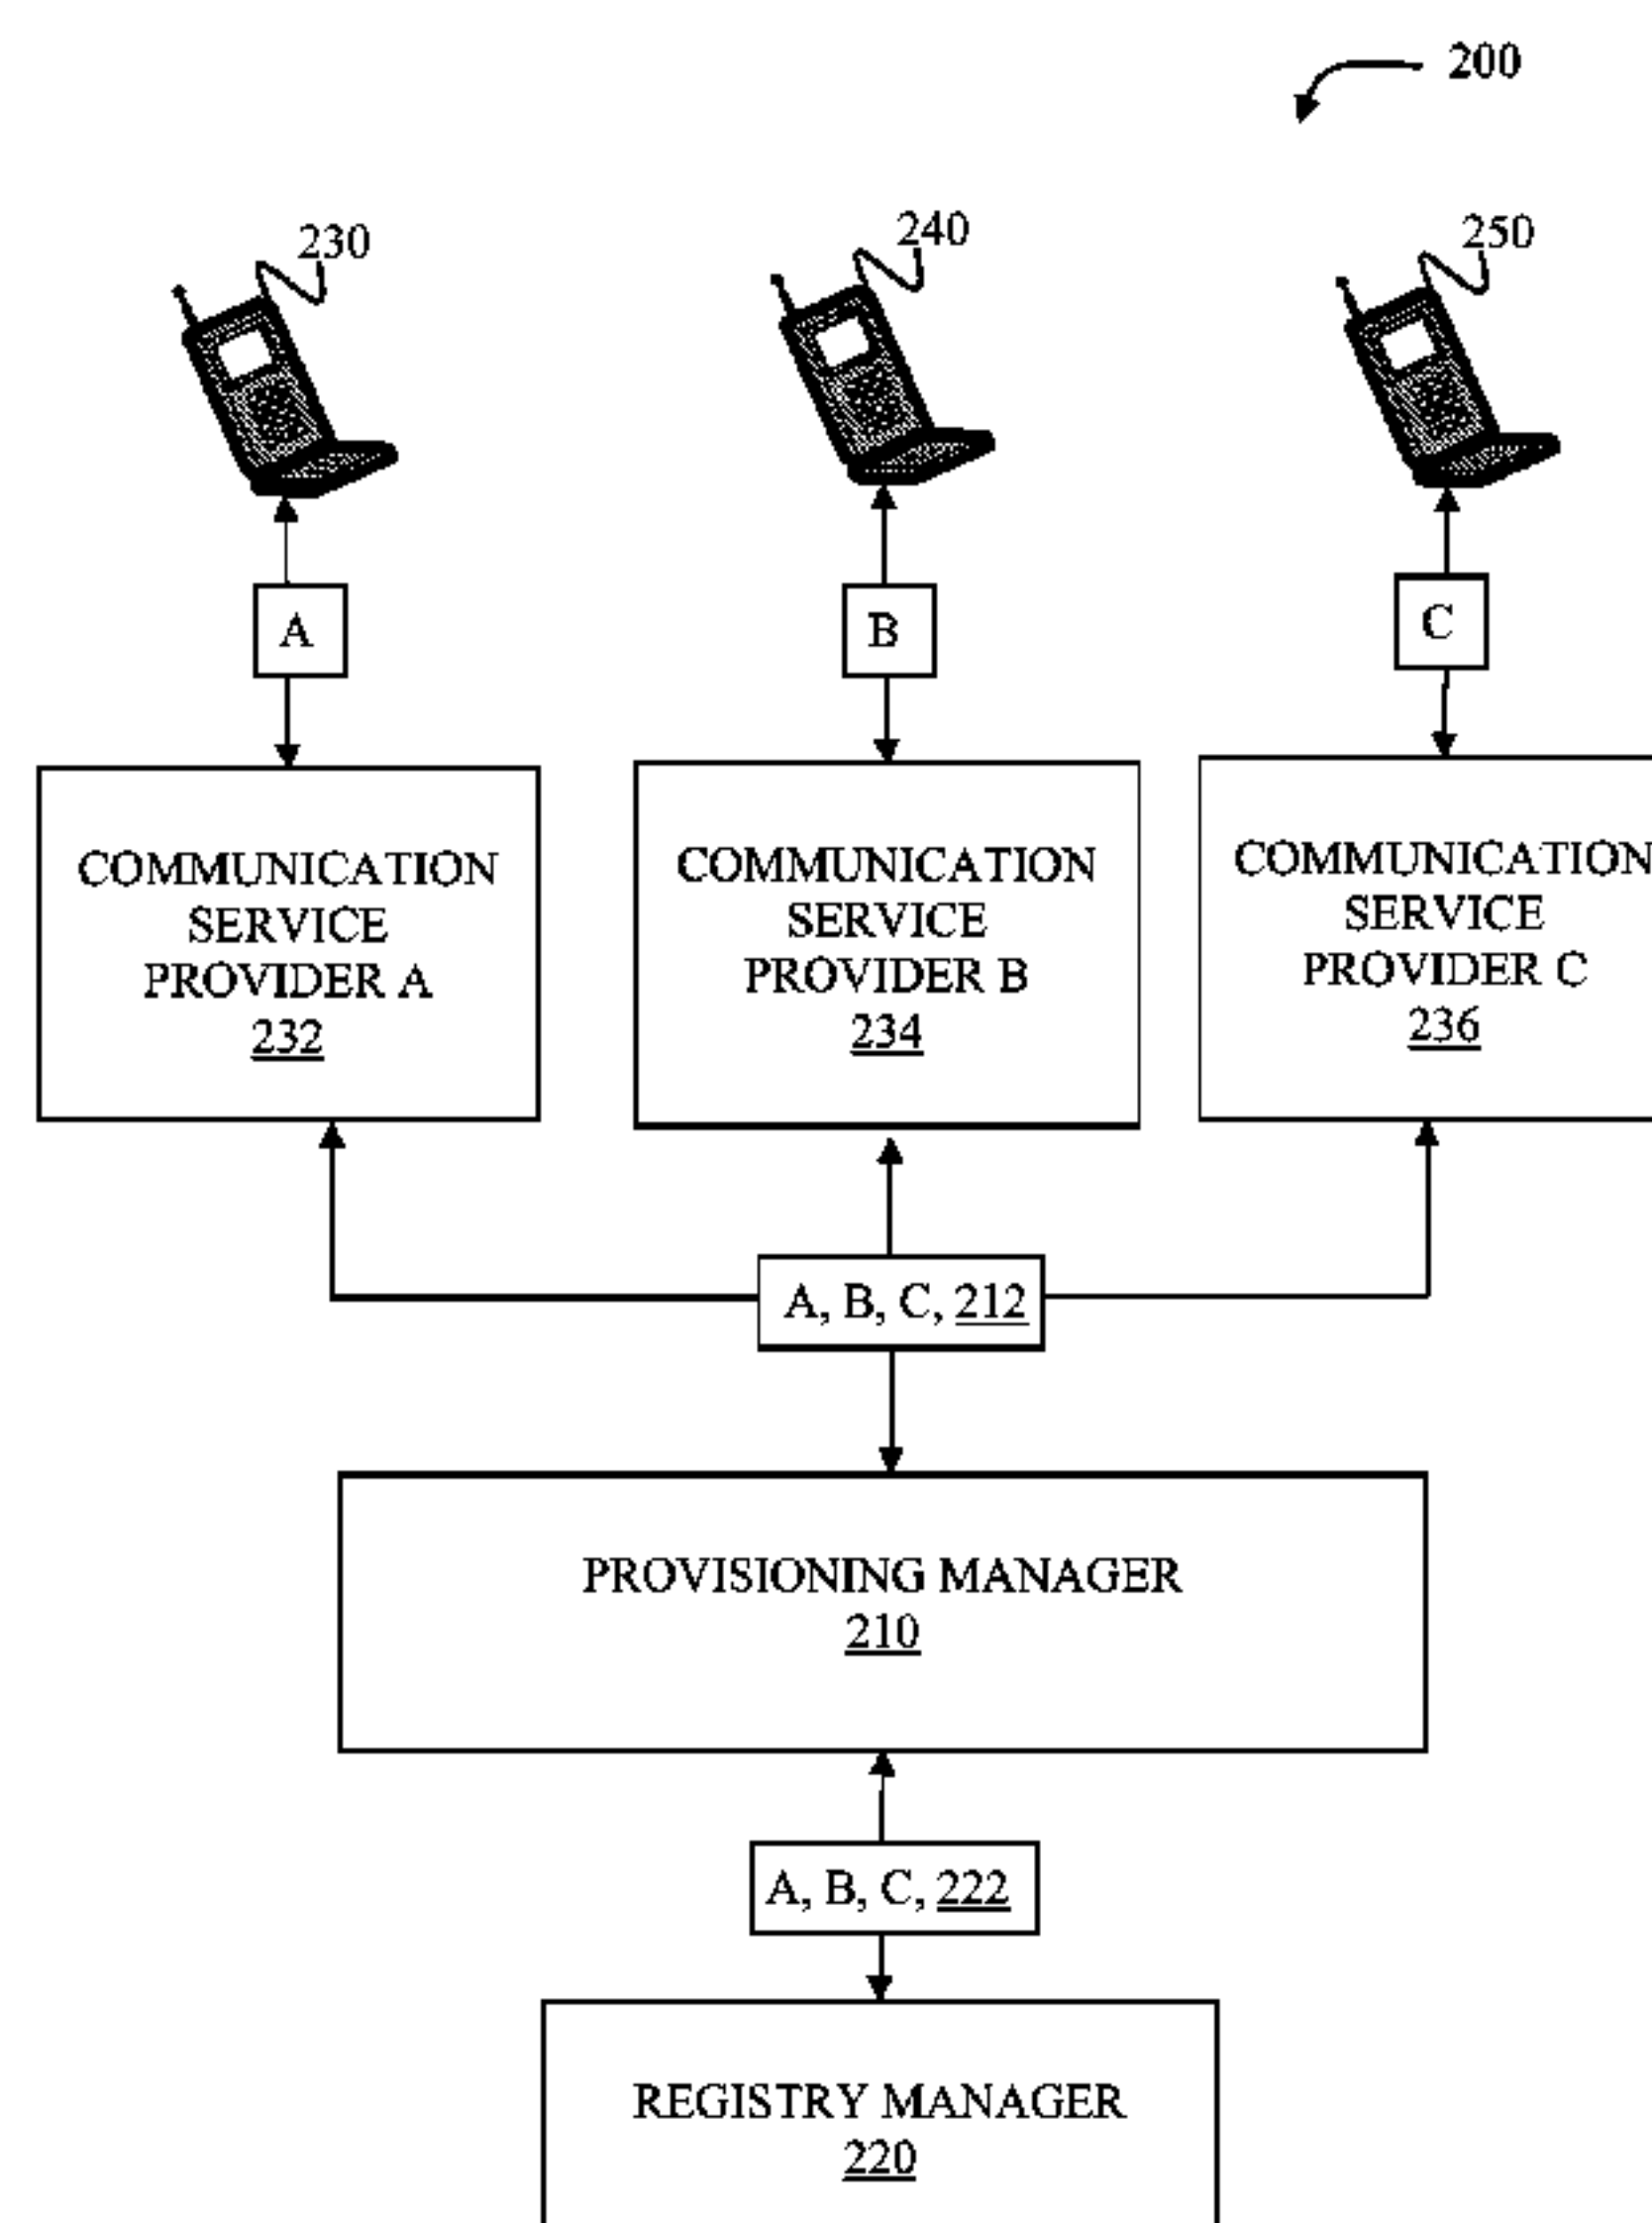 200
230
240
250
A
B
C
COMMUNICATION
SERVICE
PROVIDER A
232
COMMUNICATION
SERVICE
PROVIDER B
234
COMMUNICATION
SERVICE
PROVIDER C
236
A, B, C, 212
PROVISIONING MANAGER
210
A, B, C, 222
REGISTRY MANAGER
220